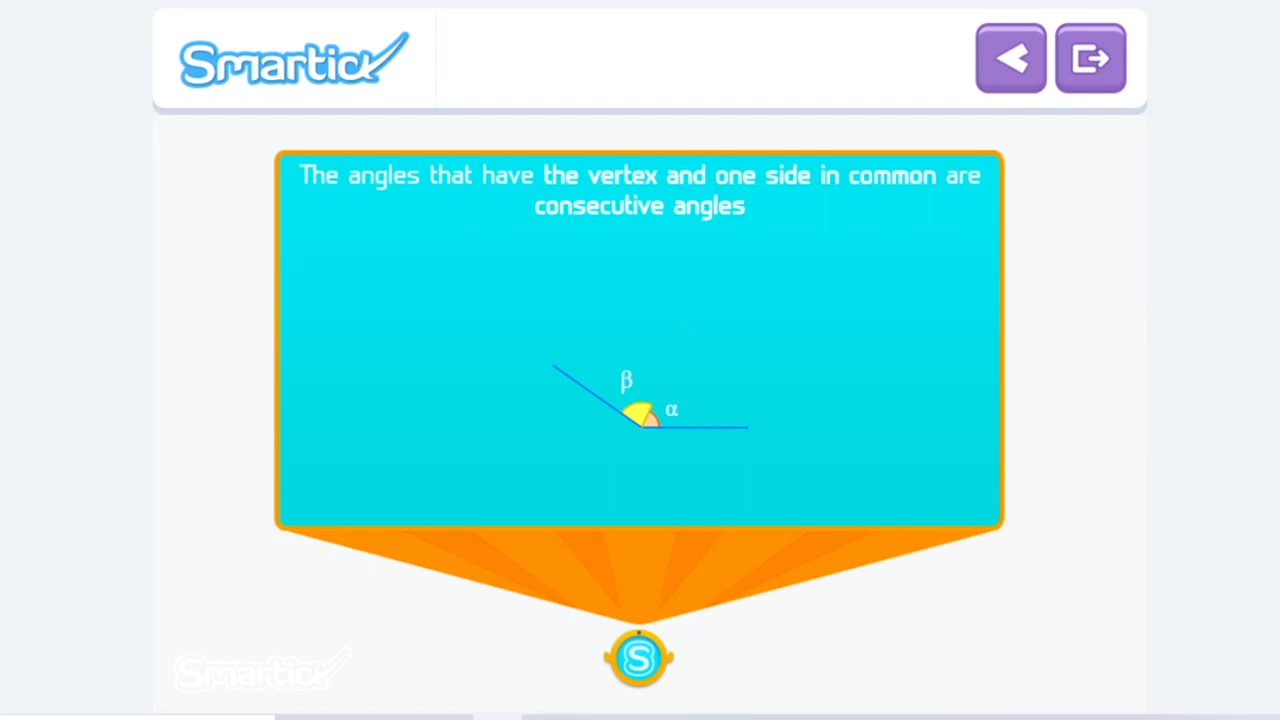 Smartick
The angles that have the vertex and one side in common are
consecutive angles
β
α
S
Smartick